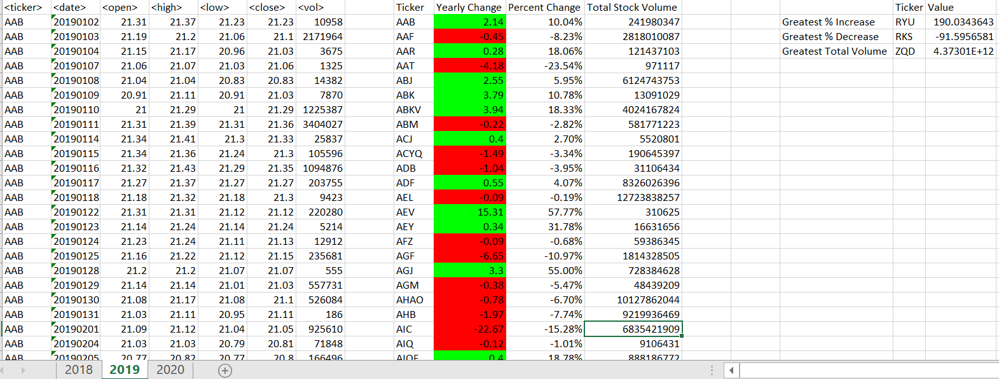 <ticker> <date> <open> <high> <low> <close> <vol> Ticker Yearly Change Percent Change Total Stock Volume Ticker Value
AAB 20190102 21.31 21.37 21.23 21.23 10958 AAB 2.14 10.04% 241980347 Greatest % Increase RYU 190.0343643
AAB 20190103 21.19 21.2 21.06 21.1 2171964 AAF -0.45 -8.23% 2818010087 Greatest % Decrease RKS -91.5956581
AAB 20190104 21.15 21.17 20.96 21.03 3675 AAR 0.28 18.06% 121437103 Greatest Total Volume ZQD 4.37301E+12
AAB 20190107 21.06 21.07 21.03 21.06 1325 AAT -4.18 -23.54% 971117
AAB 20190108 21.04 21.04 20.83 20.83 14382 ABJ 2.55 5.95% 6124743753
AAB 20190109 20.91 21.11 20.91 21.03 7870 ABK 3.79 10.78% 13091029
AAB 20190110 21 21.29 21 21.29 1225387 ABKV 3.94 18.33% 4024167824
AAB 20190111 21.31 21.39 21.31 21.36 3404027 ABM -0.22 -2.82% 581771223
AAB 20190114 21.34 21.41 21.3 21.33 25837 ACJ 0.4 2.70% 5520801
AAB 20190115 21.34 21.36 21.24 21.3 105596 ACYQ -1.49 -3.34% 190645397
AAB 20190116 21.32 21.43 21.29 21.35 1094876 ADB -1.04 -3.95% 31106434
AAB 20190117 21.27 21.37 21.27 21.27 203755 ADF 0.55 4.07% 8326026396
AAB 20190118 21.18 21.32 21.18 21.3 9423 AEL -0.09 -0.19% 12723838257
AAB 20190122 21.31 21.31 21.12 21.12 220280 AEV 15.31 57.77% 310625
AAB 20190123 21.14 21.24 21.14 21.24 5214 AEY 0.34 31.78% 16631656
AAB 20190124 21.23 21.24 21.11 21.13 12912 AFZ -0.09 -0.68% 59386345
AAB 20190125 21.16 21.22 21.12 21.15 235681 AGF -6.65 -10.97% 1814328505
AAB 20190128 21.2 21.2 21.07 21.07 555 AGJ 3.3 55.00% 728384628
AAB 20190129 21.14 21.14 21.01 21.03 557731 AGM -0.38 -5.47% 48439209
AAB 20190130 21.08 21.17 21.08 21.1 526084 AHAO -0.78 -6.70% 10127862044
AAB 20190131 21.03 21.11 20.95 21.11 186 AHB -1.97 -7.74% 9219936469
AAB 20190201 21.09 21.12 21.04 21.05 925610 AIC -22.67 -15.28% 6835421909
AAB 20190204 21.03 21.03 20.79 20.81 71848 AIQ -0.12 -1.01% 9106431
AAB 20190205 20.77 20.82 20.77 20.8 166496 0.4 18.78% 888186772
2018 2019 2020